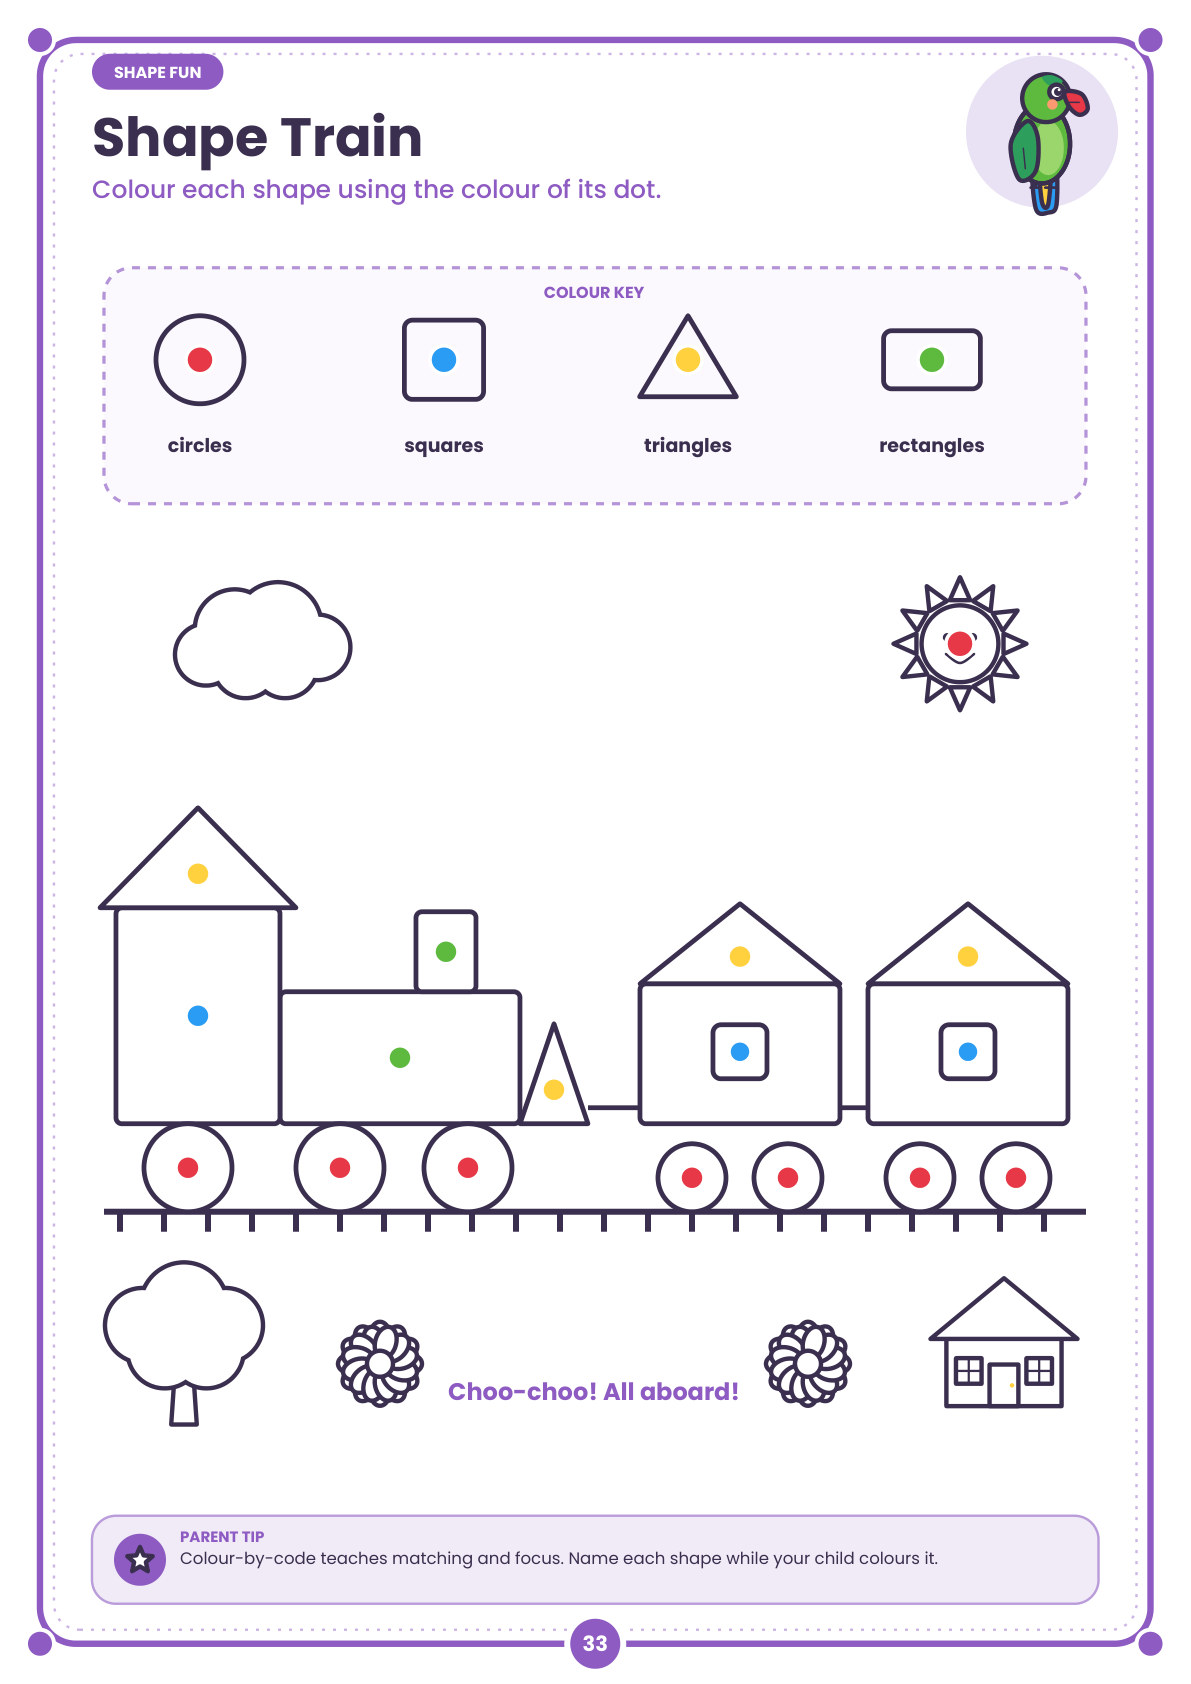 SHAPE FUN
Shape Train
Colour each shape using the colour of its dot.
COLOUR KEY
circles
squares
triangles
rectangles
Choo-choo! All aboard!
PARENT TIP
Colour-by-code teaches matching and focus. Name each shape while your child colours it.
33